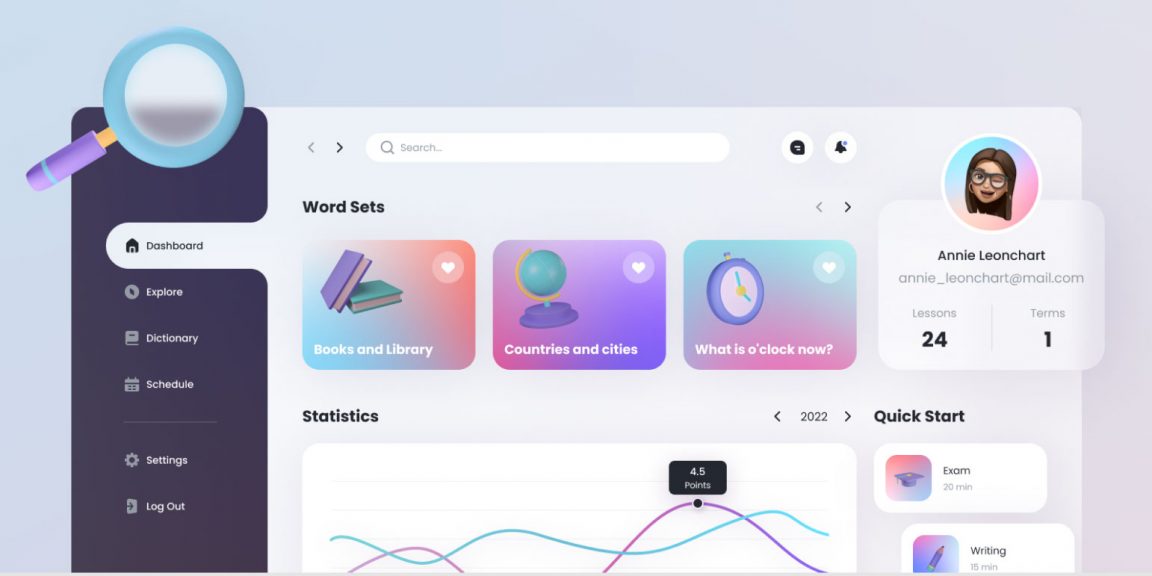 Search...
Word Sets
Dashboard
Explore
Dictionary
Schedule
Settings
Log Out
Books and Library
Countries and cities
What is o'clock now?
Annie Leonchart
annie_leonchart@mail.com
Lessons
24
Terms
1
Statistics
2022
4.5
Points
Quick Start
Exam
20 min
Writing
15 min